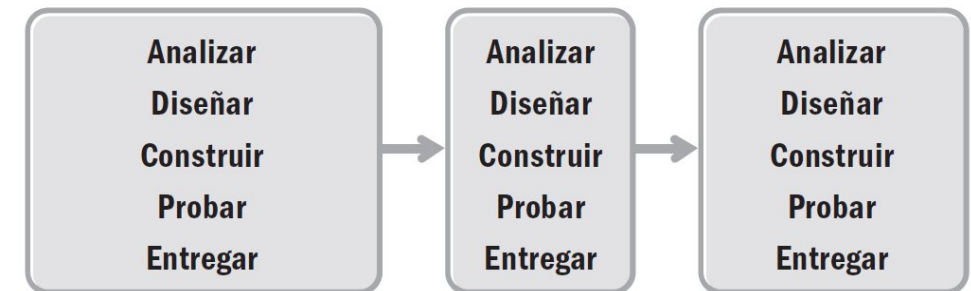 Analizar
Diseñar
Construir
Probar
Entregar
Analizar
Diseñar
Construir
Probar
Entregar
Analizar
Diseñar
Construir
Probar
Entregar